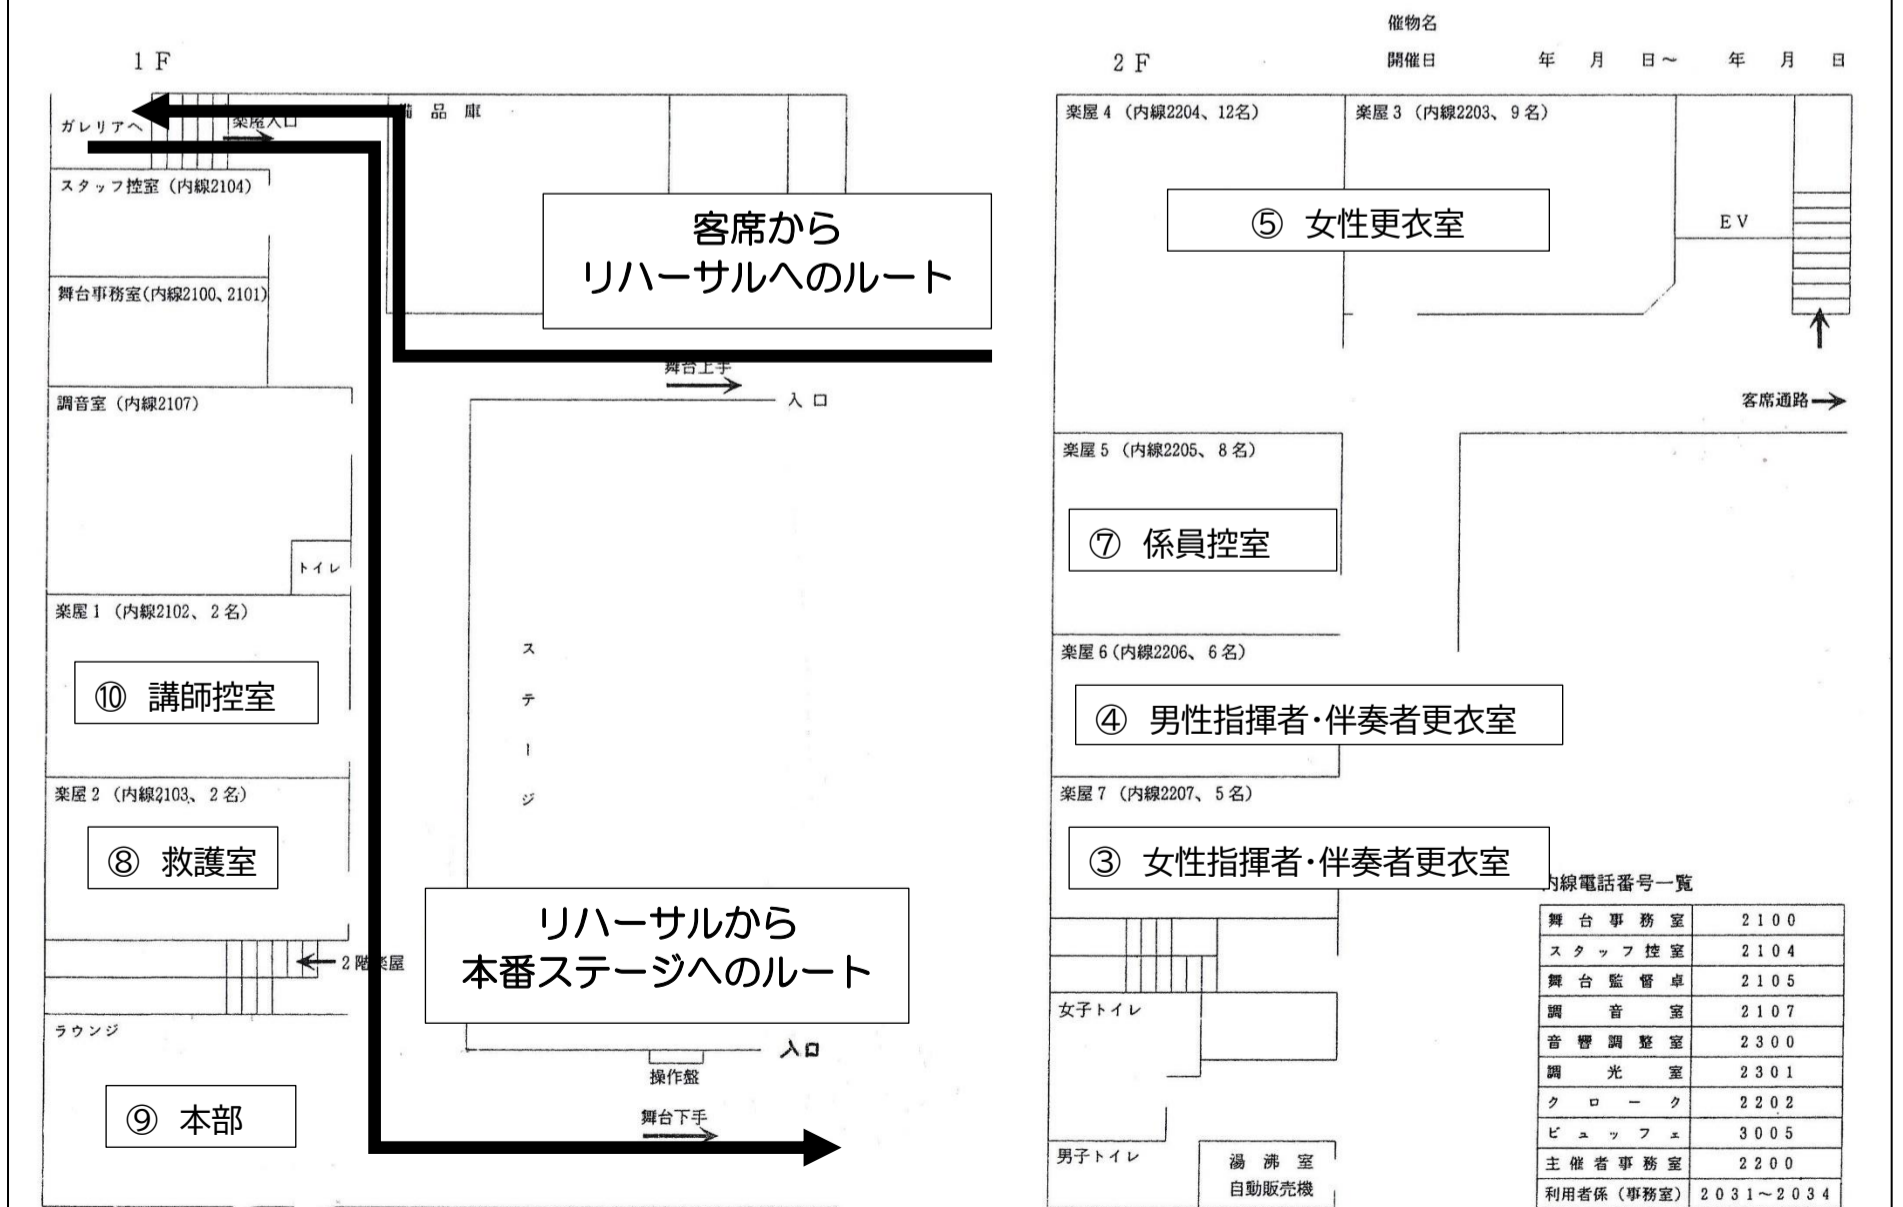 1 F
ガレリアへ
楽屋入口
備品庫
スタッフ控室（内線2104）
客席から
リハーサルへのルート
舞台事務室(内線2100、2101)
舞台上手
入口
調音室（内線2107）
トイレ
楽屋1（内線2102、2名）
⑩ 講師控室
ステージ
楽屋2（内線2103、2名）
⑧ 救護室
リハーサルから
本番ステージへのルート
2階楽屋
ラウンジ
入口
操作盤
⑨ 本部
舞台下手
催物名
2 F
開催日 年 月 日～ 年 月 日
楽屋4（内線2204、12名）
楽屋3（内線2203、9名）
⑤ 女性更衣室
EV
客席通路
楽屋5（内線2205、8名）
⑦ 係員控室
楽屋6(内線2206、6名）
④ 男性指揮者・伴奏者更衣室
楽屋7（内線2207、5名）
③ 女性指揮者・伴奏者更衣室
女子トイレ
男子トイレ
湯沸室
自動販売機
内線電話番号一覧
舞台事務室 2100
スタッフ控室 2104
舞台監督卓 2105
調音室 2107
音響調整室 2300
調光室 2301
クローク 2202
ビュッフェ 3005
主催者事務室 2200
利用者係（事務室） 2031～2034